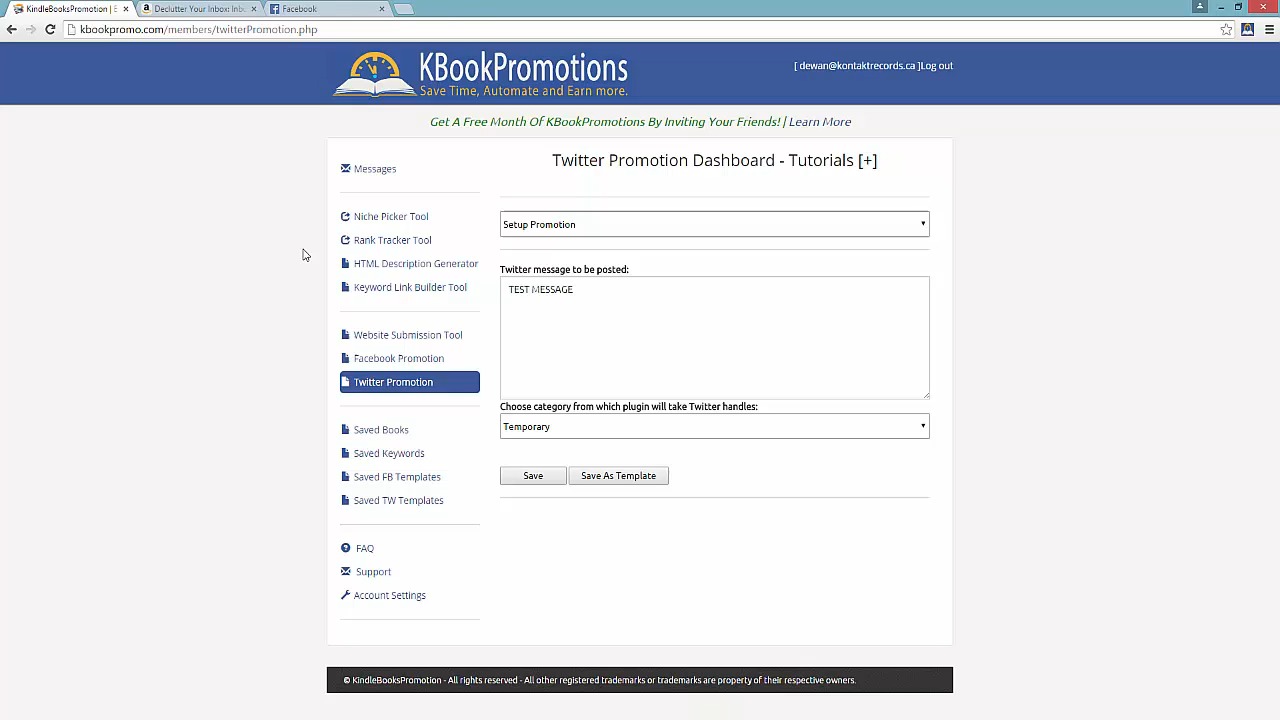 KindleBooksPromotion | E
Declutter Your Inbox: Inb
Facebook
kbookpromo.com/members/twitterPromotion.php
KBookPromotions
Save Time, Automate and Earn more.
[ dewan@kontaktrecords.ca ]Log out
Get A Free Month Of KBookPromotions By Inviting Your Friends! | Learn More
Messages
Niche Picker Tool
Rank Tracker Tool
HTML Description Generator
Keyword Link Builder Tool
Website Submission Tool
Facebook Promotion
Twitter Promotion
Saved Books
Saved Keywords
Saved FB Templates
Saved TW Templates
FAQ
Support
Account Settings
Twitter Promotion Dashboard - Tutorials [+]
Setup Promotion
Twitter message to be posted:
TEST MESSAGE
Choose category from which plugin will take Twitter handles:
Temporary
Save
Save As Template
© KindleBooksPromotion - All rights reserved - All other registered trademarks or trademarks are property of their respective owners.